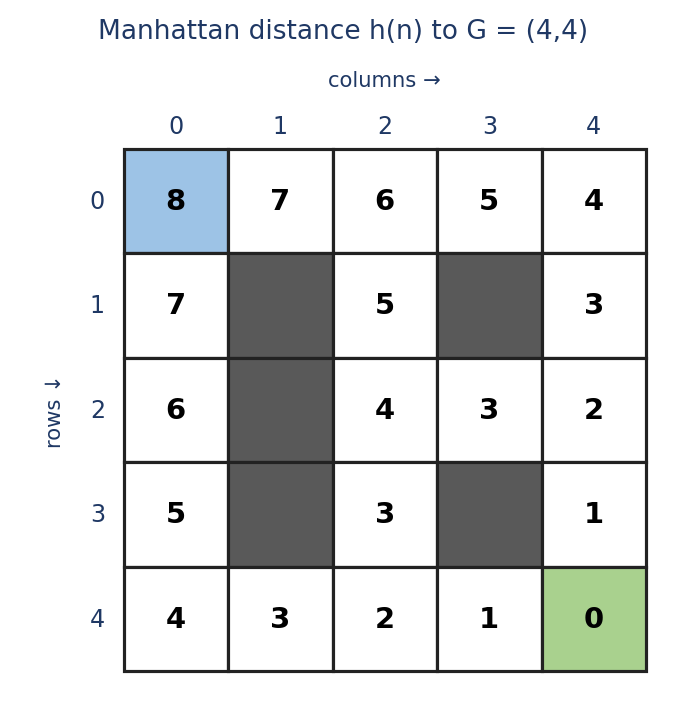 Manhattan distance h(n) to G = (4,4)
columns →
0 1 2 3 4
0 8 7 6 5 4
1 7 5 3
rows ↓
2 6 4 3 2
3 5 3 1
4 4 3 2 1 0